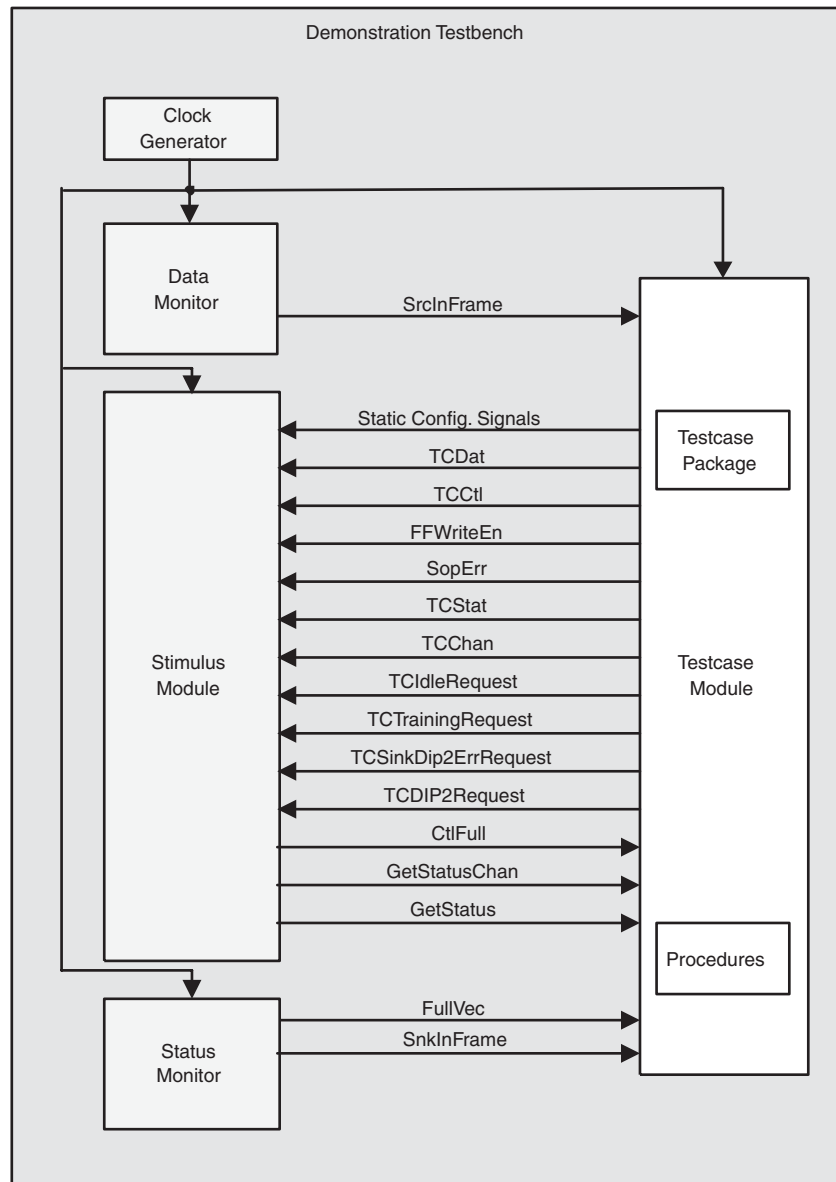 Demonstration Testbench
Clock
Generator
Data
Monitor
SrcInFrame
Static Config. Signals
Testcase
Package
TCDat
TCCtl
FFWriteEn
SopErr
TCStat
TCChan
Stimulus
Module
Testcase
Module
TCIdleRequest
TCTrainingRequest
TCSinkDip2ErrRequest
TCDIP2Request
CtlFull
GetStatusChan
GetStatus
Procedures
FullVec
SnkInFrame
Status
Monitor